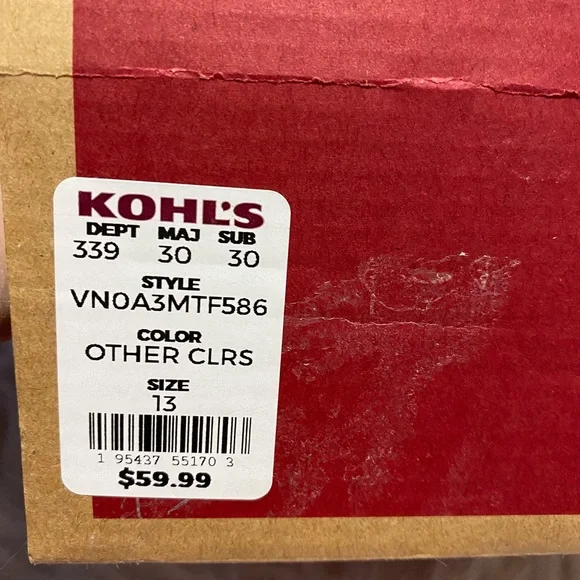 KOHL'S
DEPT MAJ SUB
339 30 30
STYLE
VN0A3MTF586
COLOR
OTHER CLRS
SIZE
13
1 95437 55170 3
$59.99